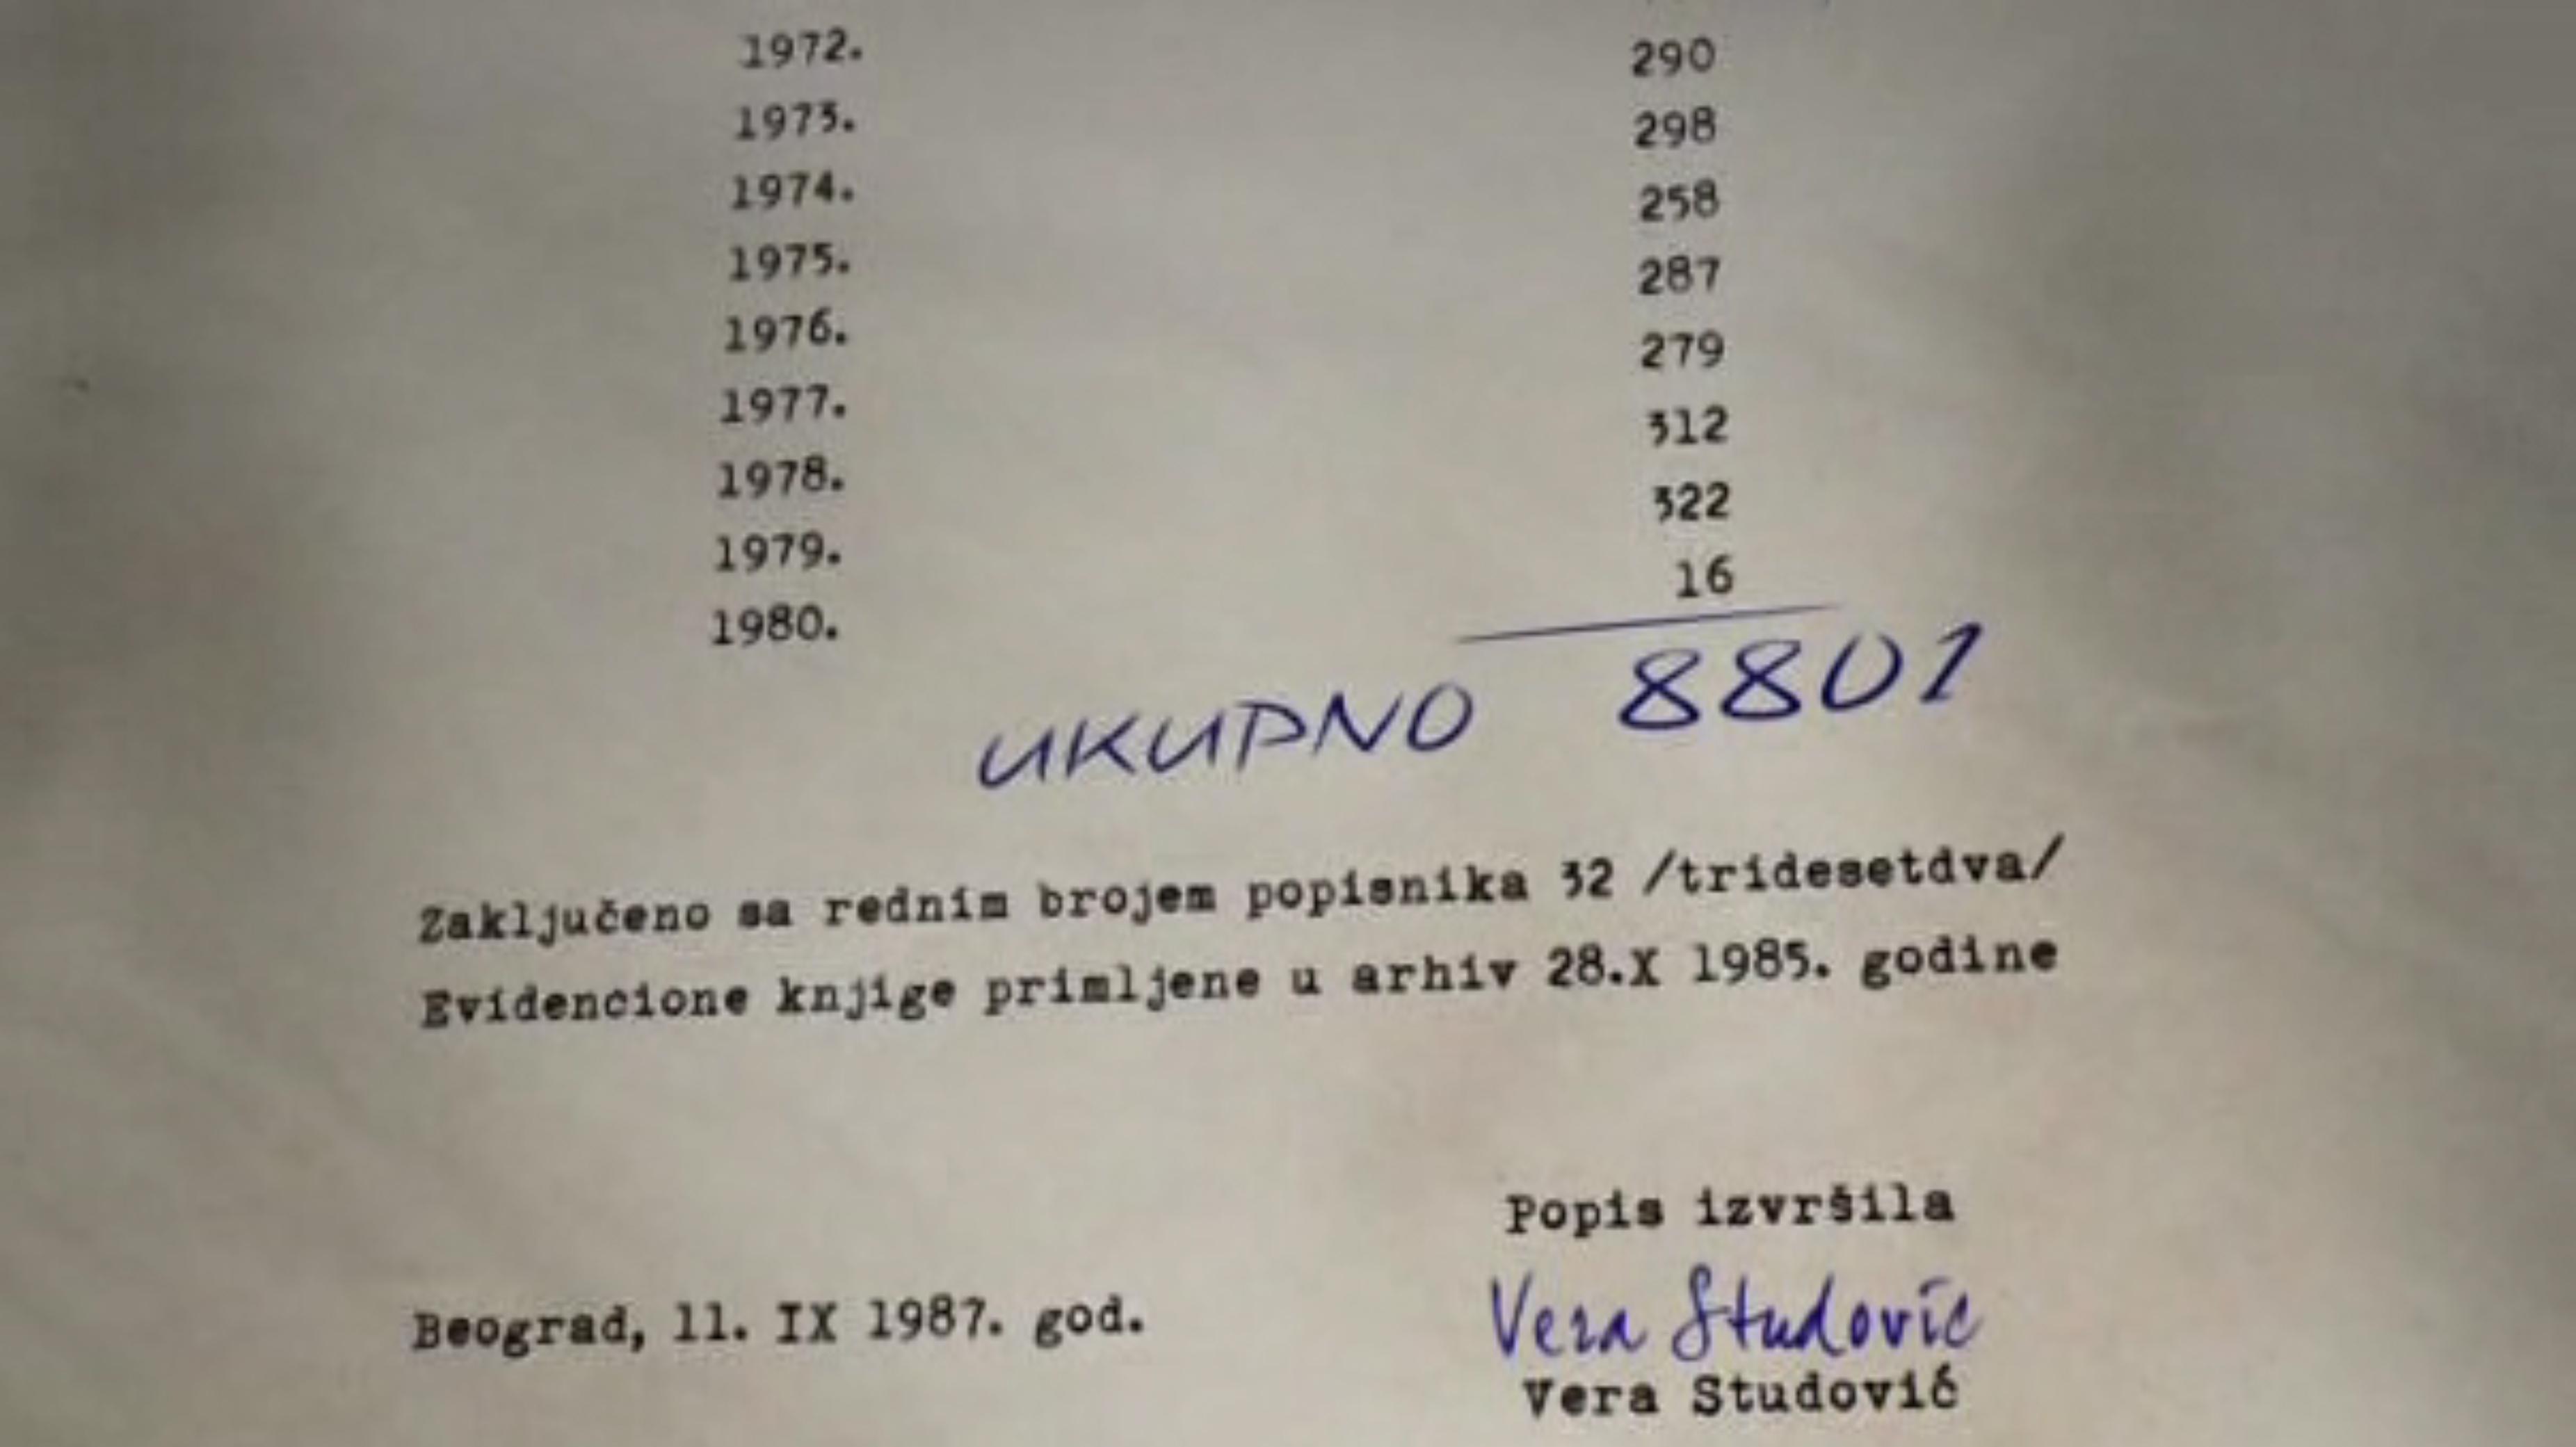 1972. 290
1973. 298
1974. 258
1975. 287
1976. 279
1977. 312
1978. 322
1979. 16
1980.
UKUPNO 8801
Zaključeno sa rednim brojem popisnika 32 /tridesetdva/
Evidencione knjige primljene u arhiv 28.X 1985. godine
Popis izvršila
Beograd, 11. IX 1987. god.
Vera Studović
Vera Studović